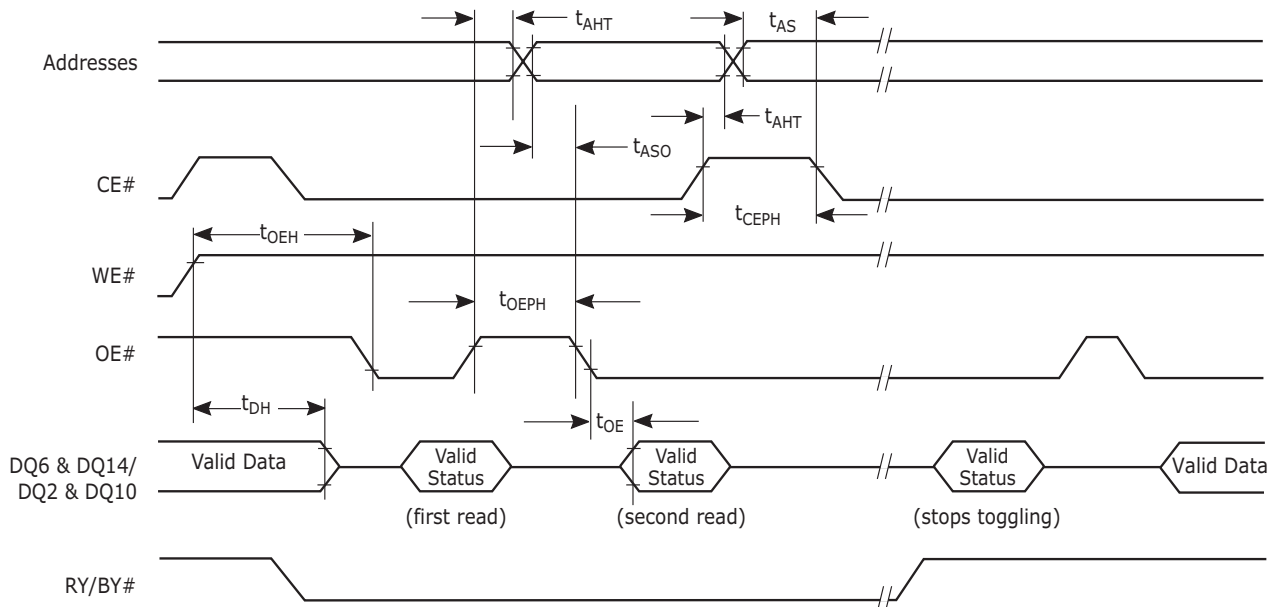 tAHT
tAS
Addresses
tAHT
tASO
CE#
tCEPH
tOEH
WE#
tOEPH
OE#
tDH
tOE
DQ6 & DQ14/
DQ2 & DQ10
Valid Data
Valid
Status
Valid
Status
Valid
Status
Valid Data
(first read)
(second read)
(stops toggling)
RY/BY#